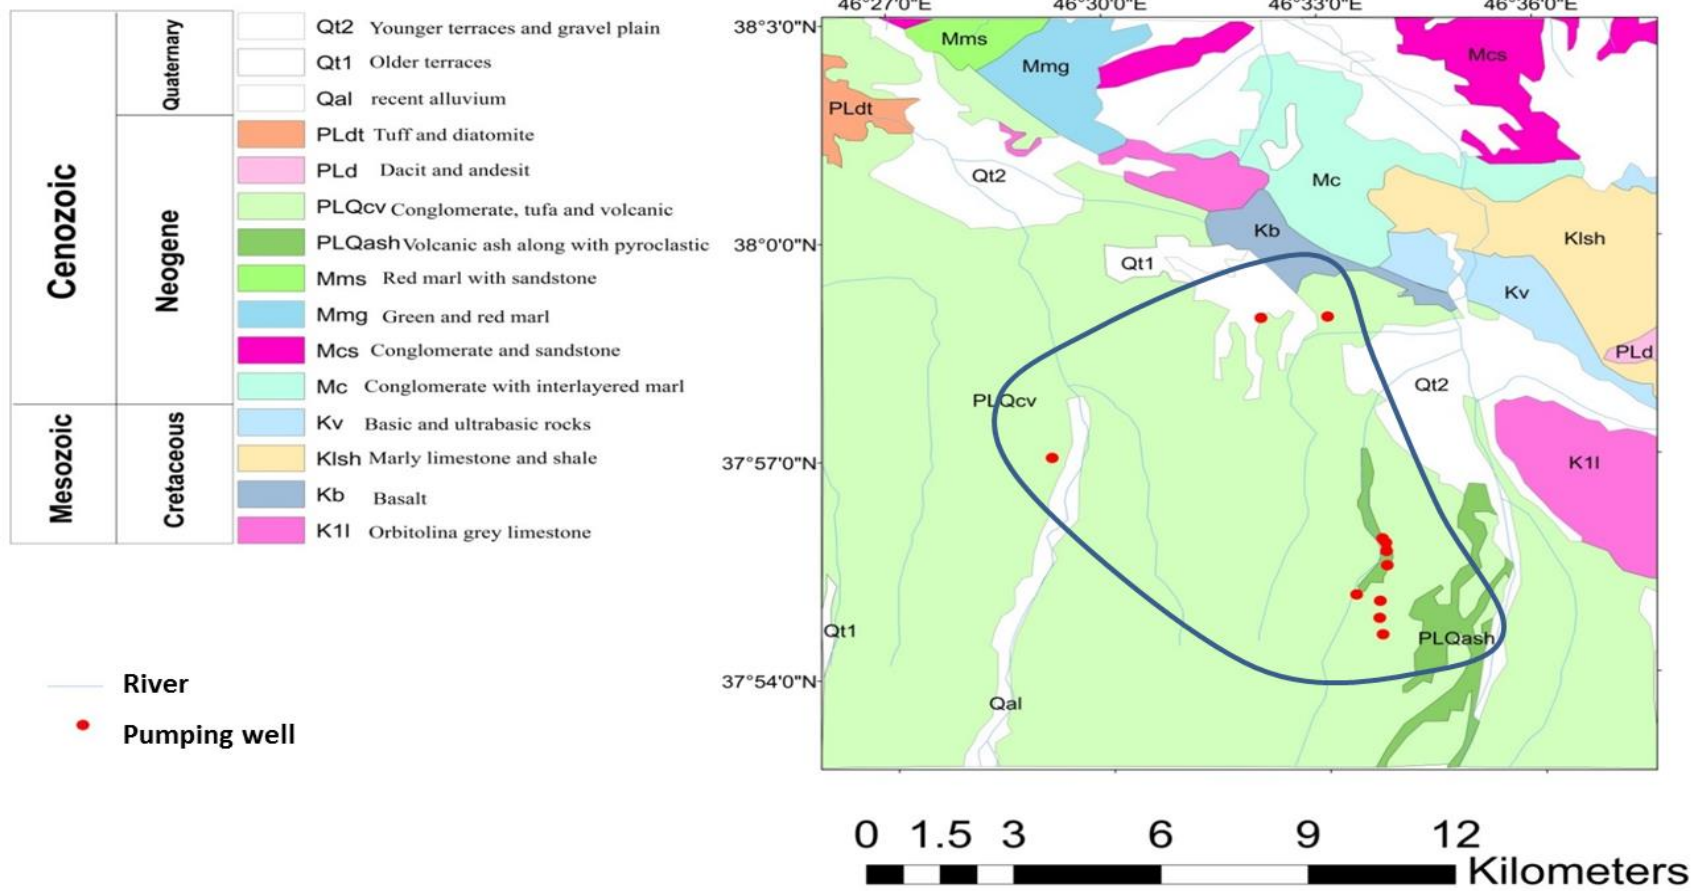 Cenozoic
Mesozoic
Quaternary
Neogene
Cretaceous
Qt2 Younger terraces and gravel plain
Qt1 Older terraces
Qal recent alluvium
PLdt Tuff and diatomite
PLd Dacit and andesit
PLQcv Conglomerate, tufa and volcanic
PLQash Volcanic ash along with pyroclastic
Mms Red marl with sandstone
Mmg Green and red marl
Mcs Conglomerate and sandstone
Mc Conglomerate with interlayered marl
Kv Basic and ultrabasic rocks
Klsh Marly limestone and shale
Kb Basalt
K1l Orbitolina grey limestone
River
Pumping well
46°27'0"E 46°30'0"E 46°33'0"E 46°36'0"E
38°3'0"N
38°0'0"N
37°57'0"N
37°54'0"N
Mms
Mmg
Mcs
PLdt
Qt2
Mc
Kb
Klsh
Qt1
Kv
PLd
Qt2
PLQcv
K1l
Qt1
PLQash
Qal
0 1.5 3 6 9 12
Kilometers